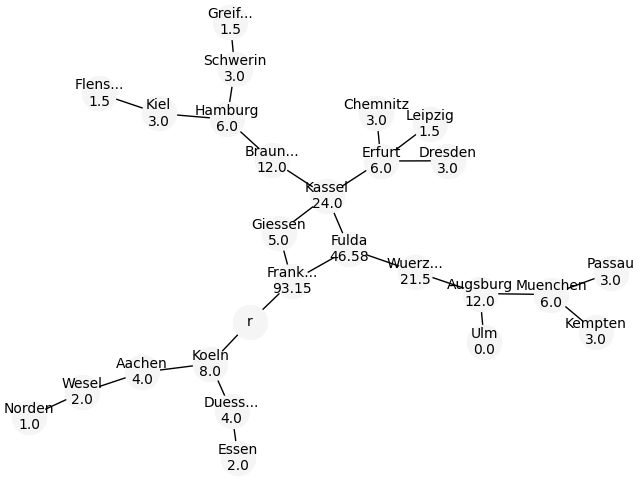 Greif...
1.5
Schwerin
3.0
Flens...
1.5
Kiel
3.0
Hamburg
6.0
Chemnitz
3.0
Leipzig
1.5
Braun...
12.0
Erfurt
6.0
Dresden
3.0
Kassel
24.0
Giessen
5.0
Fulda
46.58
Frank...
93.15
Wuerz...
21.5
Augsburg
12.0
Muenchen
6.0
Passau
3.0
Ulm
0.0
Kempten
3.0
r
Koeln
8.0
Aachen
4.0
Wesel
2.0
Norden
1.0
Duess...
4.0
Essen
2.0